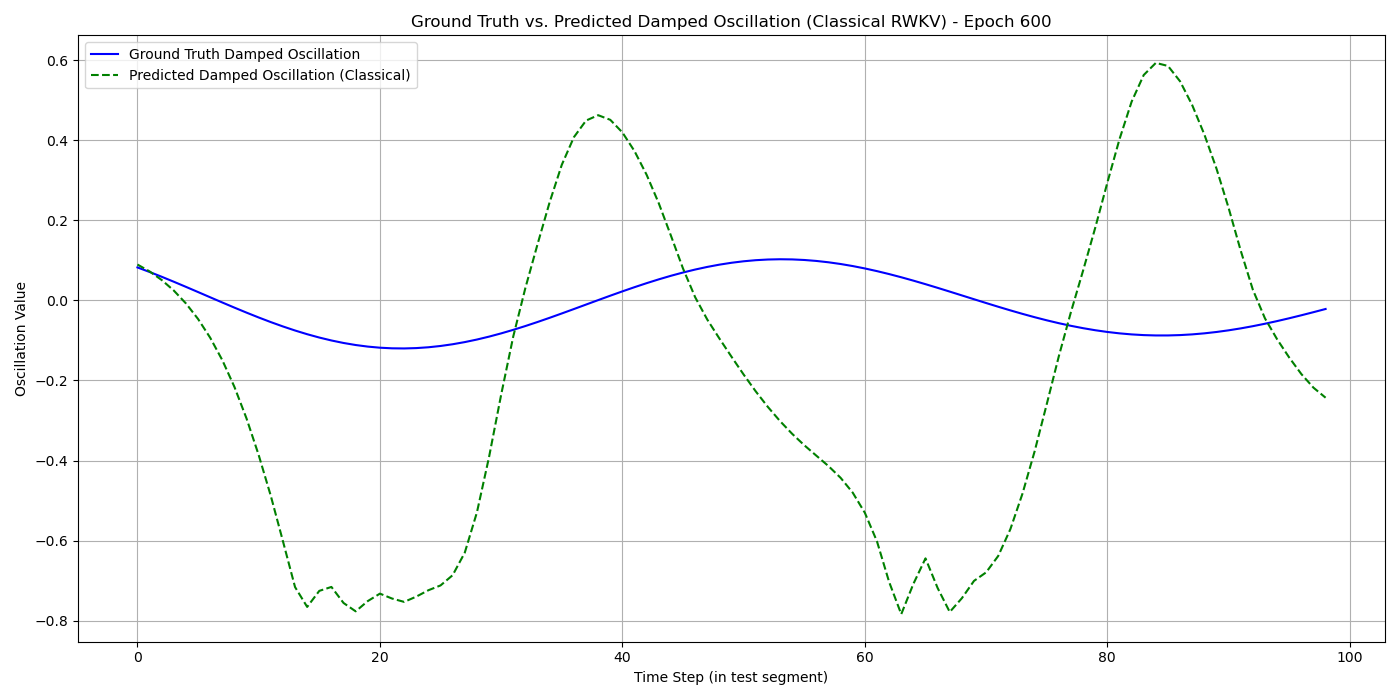 Ground Truth vs. Predicted Damped Oscillation (Classical RWKV) - Epoch 600
Ground Truth Damped Oscillation
Predicted Damped Oscillation (Classical)
Oscillation Value
0.6
0.4
0.2
0.0
−0.2
−0.4
−0.6
−0.8
0 20 40 60 80 100
Time Step (in test segment)